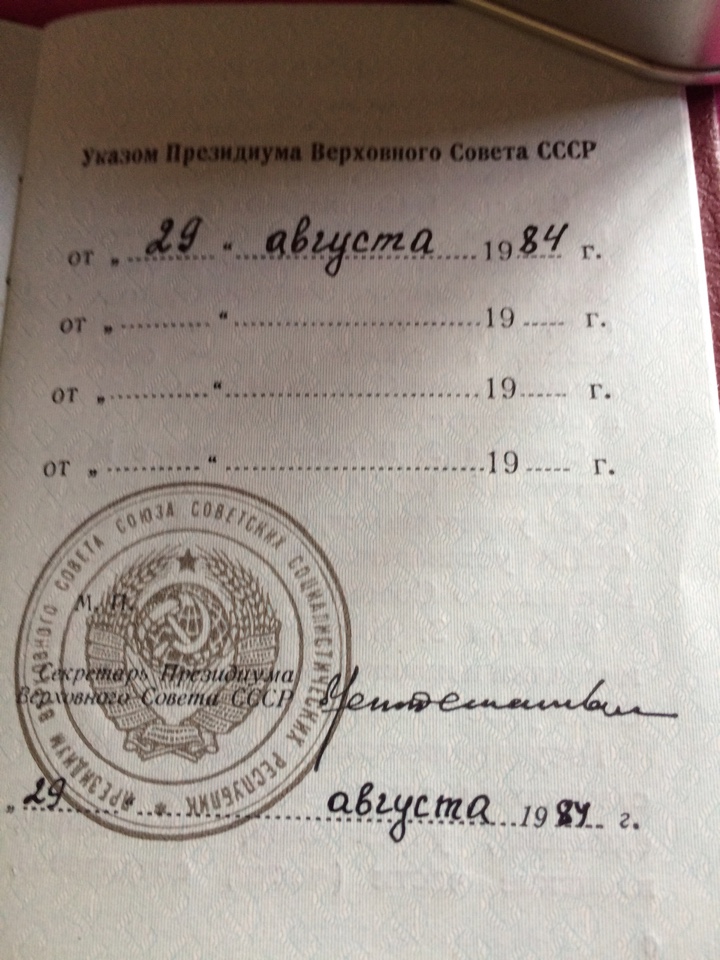 Указом Президиума Верховного Совета СССР
от „ 29 “ августа 1984 г.
от „ “ 19 г.
от „ “ 19 г.
от „ “ 19 г.
ПРЕЗИДИУМ ВЕРХОВНОГО СОВЕТА СОЮЗА СОВЕТСКИХ СОЦИАЛИСТИЧЕСКИХ РЕСПУБЛИК
М. П.
Секретарь Президиума
Верховного Совета СССР
„ 29 “ августа 1984 г.